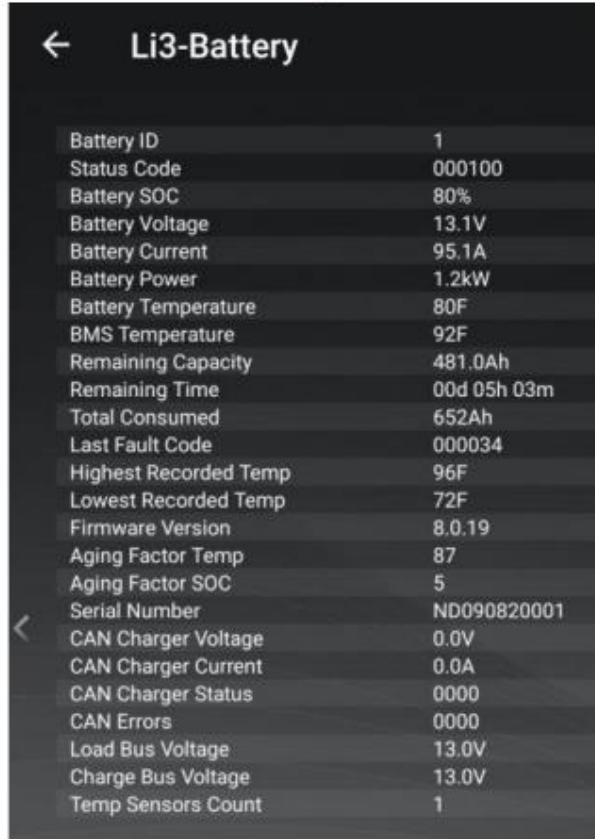 Li3-Battery
Battery ID 1
Status Code 000100
Battery SOC 80%
Battery Voltage 13.1V
Battery Current 95.1A
Battery Power 1.2kW
Battery Temperature 80F
BMS Temperature 92F
Remaining Capacity 481.0Ah
Remaining Time 00d 05h 03m
Total Consumed 652Ah
Last Fault Code 000034
Highest Recorded Temp 96F
Lowest Recorded Temp 72F
Firmware Version 8.0.19
Aging Factor Temp 87
Aging Factor SOC 5
Serial Number ND090820001
CAN Charger Voltage 0.0V
CAN Charger Current 0.0A
CAN Charger Status 0000
CAN Errors 0000
Load Bus Voltage 13.0V
Charge Bus Voltage 13.0V
Temp Sensors Count 1